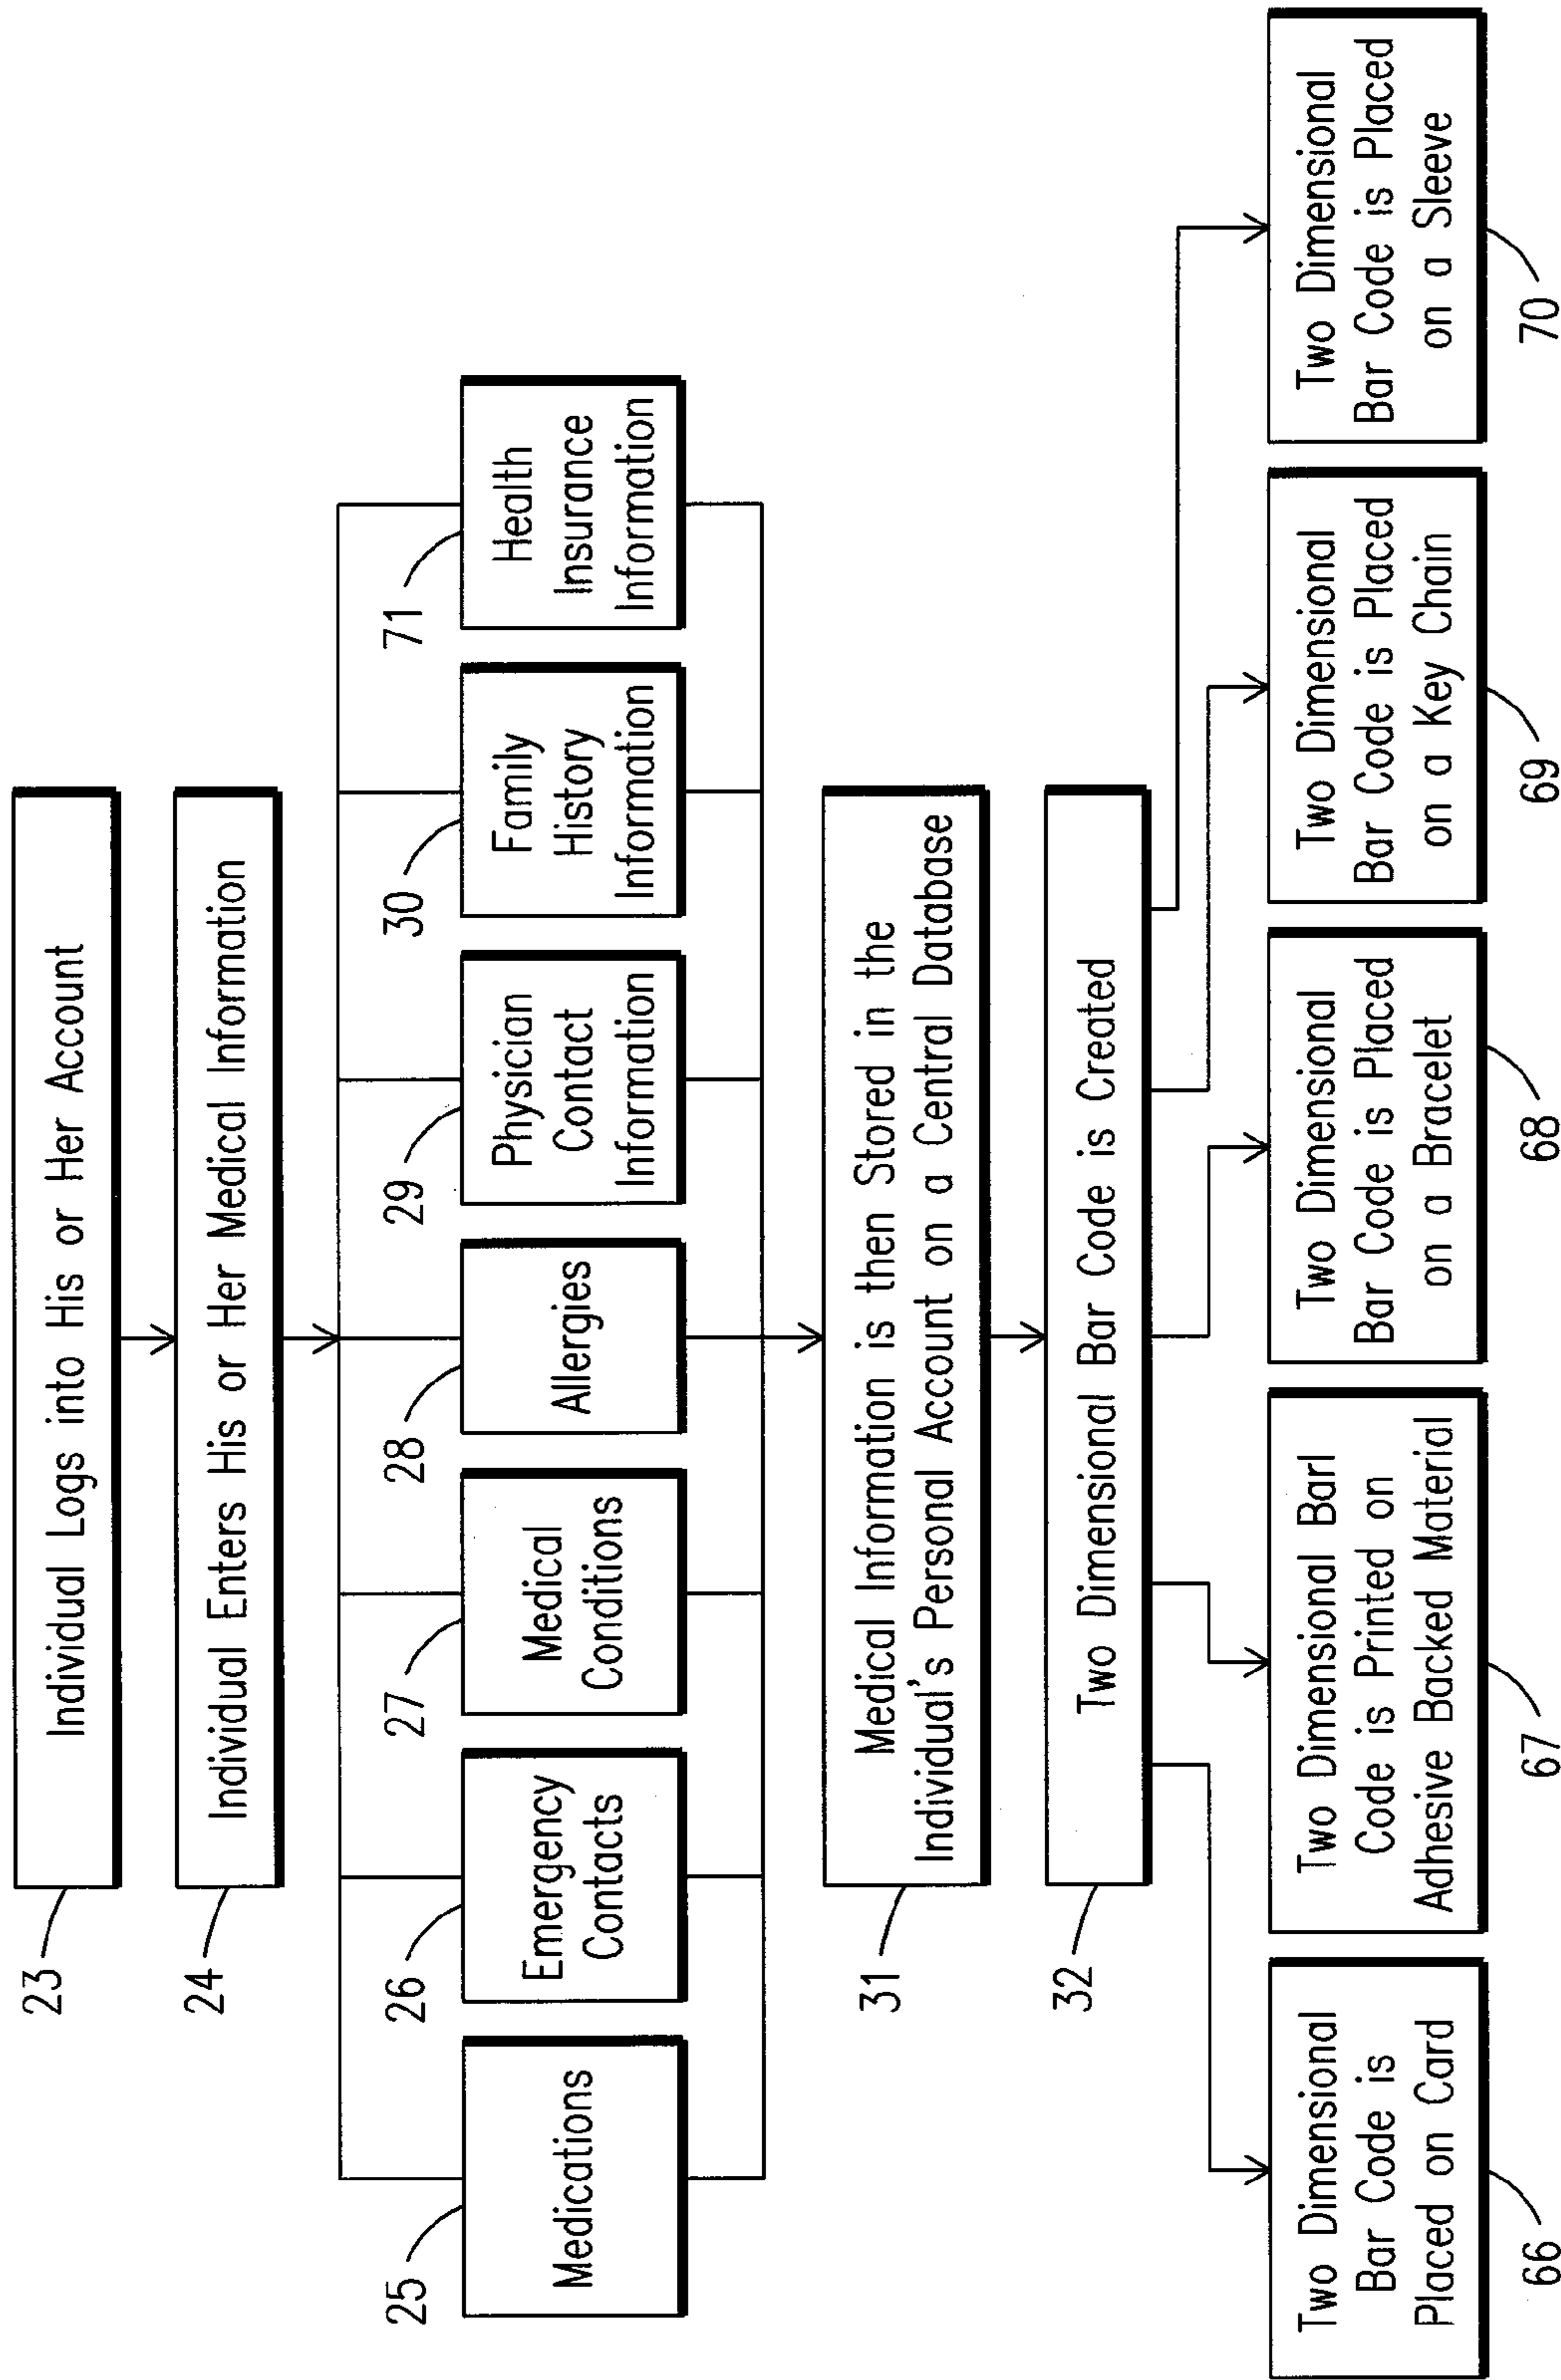 23
Individual Logs into His or Her Account
24
Individual Enters His or Her Medical Information
25
Medications
26
Emergency
Contacts
27
Medical
Conditions
28
Allergies
29
Physician
Contact
Information
30
Family
History
Information
71
Health
Insurance
Information
31
Medical Information is then Stored in the
Individual's Personal Account on a Central Database
32
Two Dimensional Bar Code is Created
Two Dimensional
Bar Code is
Placed on Card
66
Two Dimensional Barl
Code is Printed on
Adhesive Backed Material
67
Two Dimensional
Bar Code is Placed
on a Bracelet
68
Two Dimensional
Bar Code is Placed
on a Key Chain
69
Two Dimensional
Bar Code is Placed
on a Sleeve
70